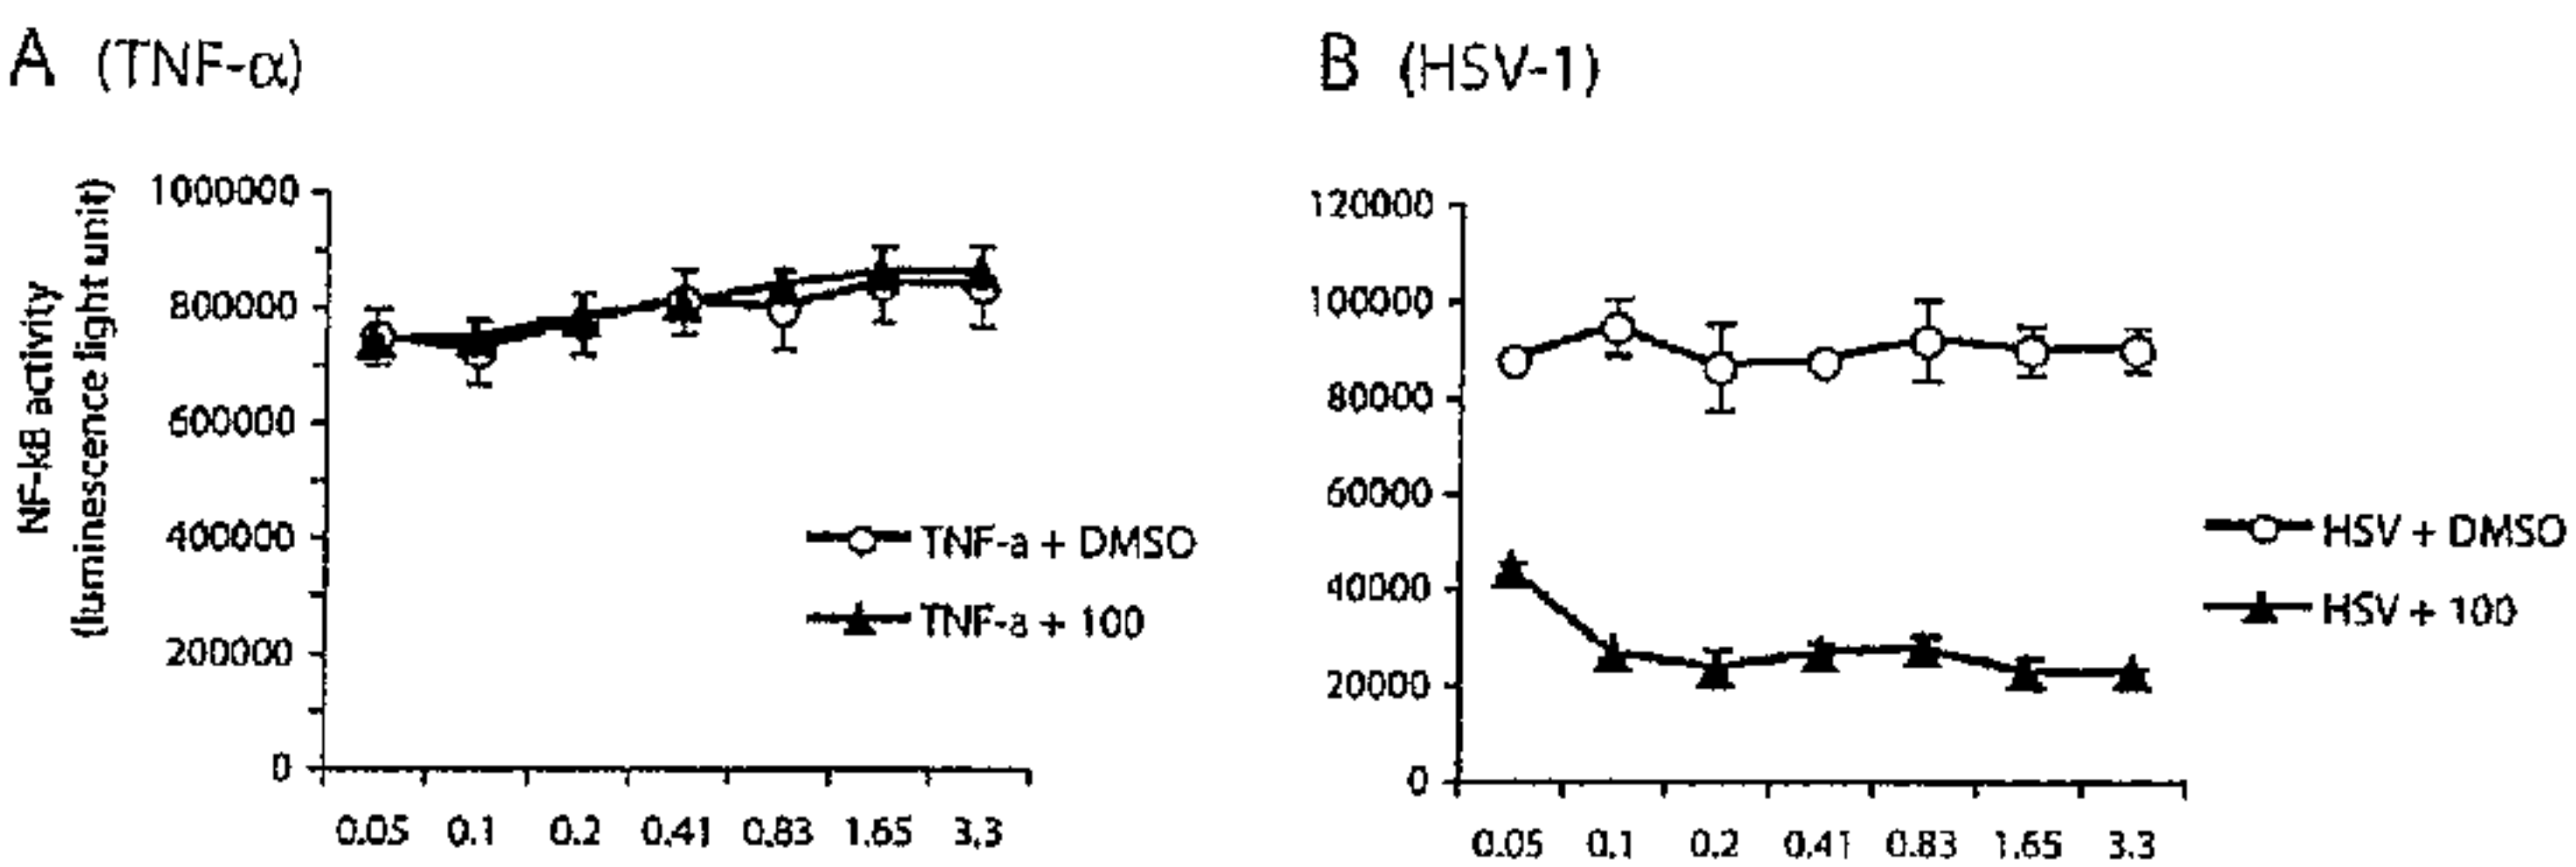 A (TNF-α)
NF-kB activity
(luminescence light unit)
1000000
800000
600000
400000
200000
0
TNF-a + DMSO
TNF-a + 100
0.05 0.1 0.2 0.41 0.83 1.65 3.3
B (HSV-1)
120000
100000
80000
60000
40000
20000
0
HSV + DMSO
HSV + 100
0.05 0.1 0.2 0.41 0.83 1.65 3.3